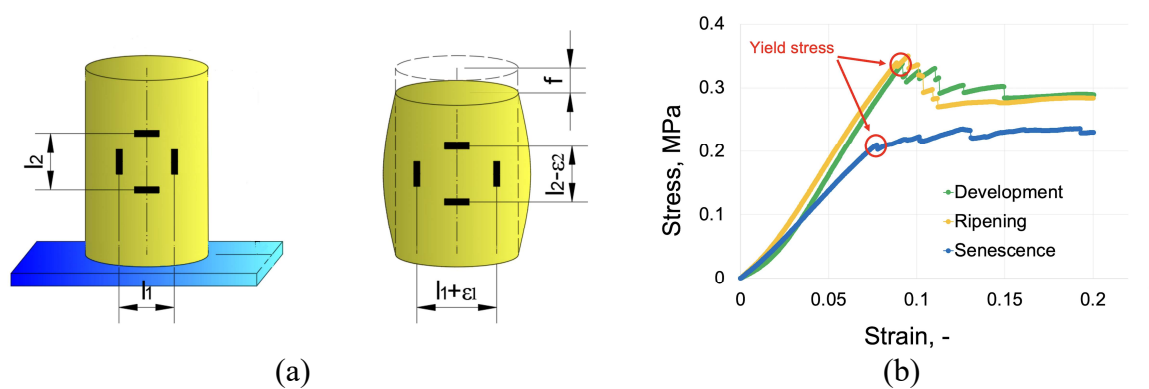 l2
l1
f
l2-ε2
l1+ε1
(a)
0.4
0.3
0.2
0.1
0
Stress, MPa
Yield stress
Development
Ripening
Senescence
0
0.05
0.1
0.15
0.2
Strain, -
(b)